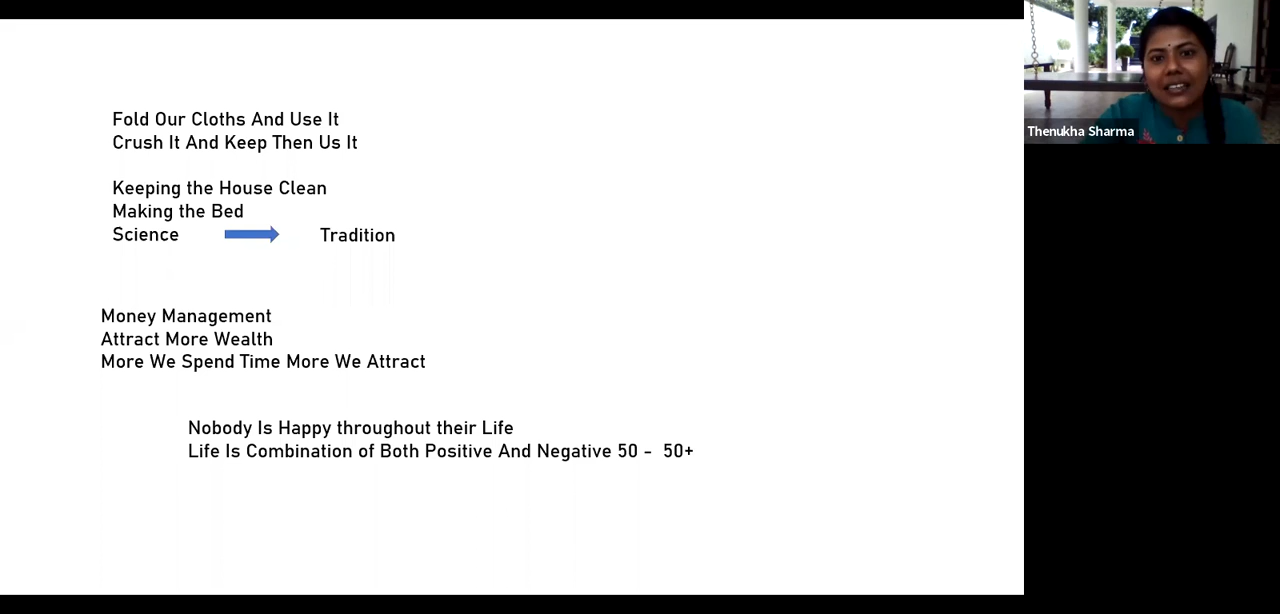 Fold Our Cloths And Use It
Crush It And Keep Then Us It
Keeping the House Clean
Making the Bed
Science Tradition
Money Management
Attract More Wealth
More We Spend Time More We Attract
Nobody Is Happy throughout their Life
Life Is Combination of Both Positive And Negative 50 - 50+
Thenukha Sharma